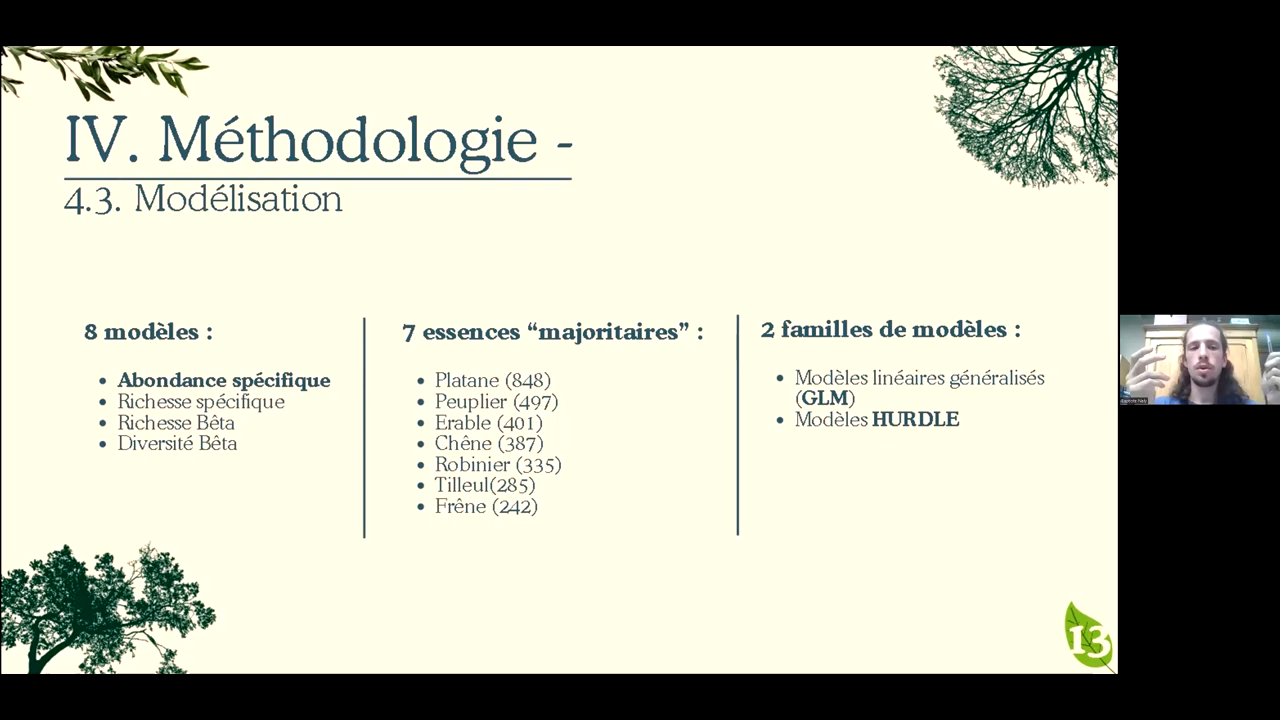 IV. Méthodologie -
4.3. Modélisation
8 modèles :
Abondance spécifique
Richesse spécifique
Richesse Bêta
Diversité Bêta
7 essences “majoritaires” :
Platane (848)
Peuplier (497)
Erable (401)
Chêne (387)
Robinier (335)
Tilleul(285)
Frêne (242)
2 familles de modèles :
Modèles linéaires généralisés
(GLM)
Modèles HURDLE
13